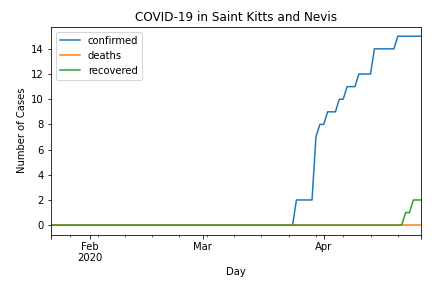 COVID-19 in Saint Kitts and Nevis
confirmed
deaths
recovered
Number of Cases
14
12
10
8
6
4
2
0
Feb
2020
Mar
Apr
Day